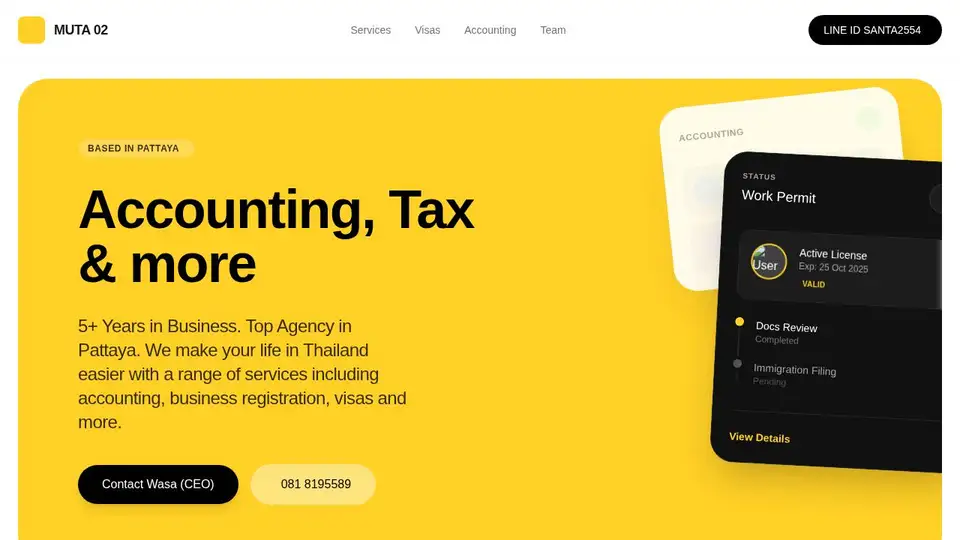 MUTA 02
Services
Visas
Accounting
Team
LINE ID SANTA2554
BASED IN PATTAYA
Accounting, Tax
& more
5+ Years in Business. Top Agency in
Pattaya. We make your life in Thailand
easier with a range of services including
accounting, business registration, visas and
more.
Contact Wasa (CEO)
081 8195589
ACCOUNTING
STATUS
Work Permit
User
Active License
Exp: 25 Oct 2025
VALID
Docs Review
Completed
Immigration Filing
Pending
View Details